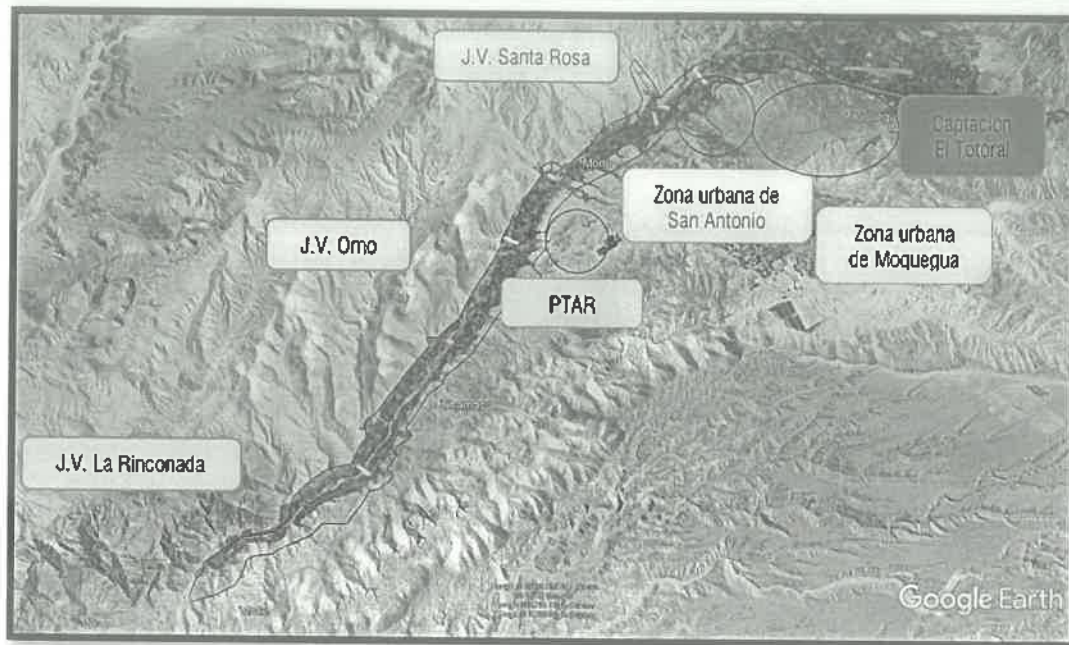 J.V. Santa Rosa
Captación
El Totoral
Zona urbana de
San Antonio
Zona urbana
de Moquegua
J.V. Omo
PTAR
J.V. La Rinconada
Google Earth